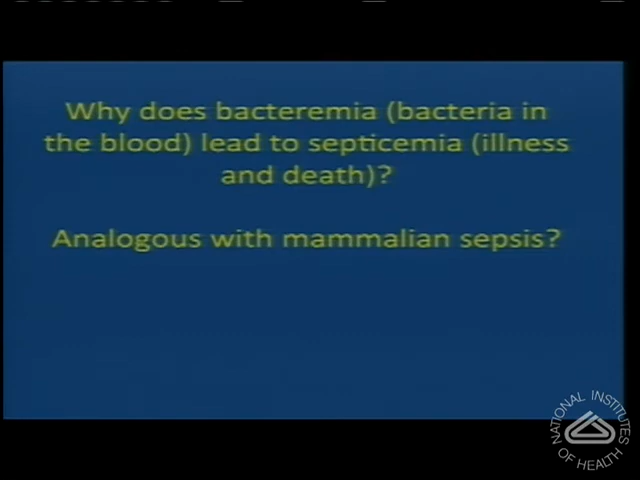 Why does bacteremia (bacteria in
the blood) lead to septicemia (illness
and death)?
Analogous with mammalian sepsis?
NATIONAL INSTITUTES
OF HEALTH